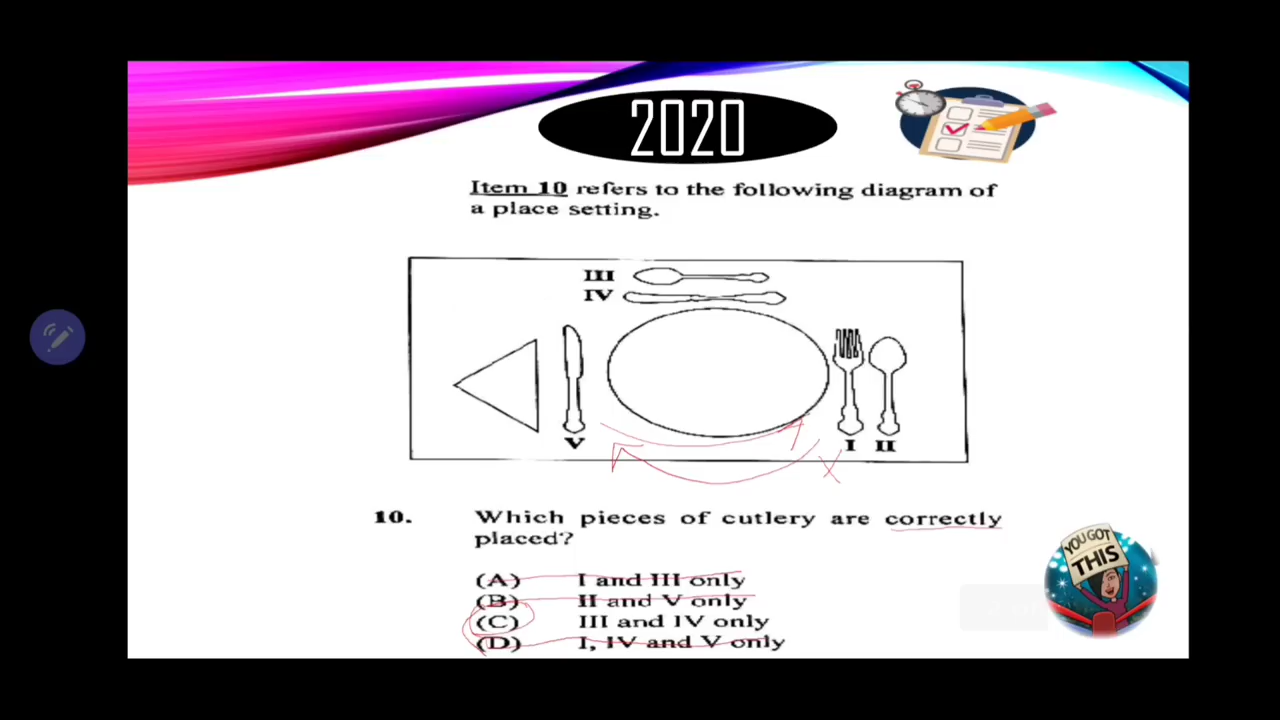 2020
Item 10 refers to the following diagram of
a place setting.
III
IV
V
I II
X
10. Which pieces of cutlery are correctly
placed?
(A) I and III only
(B) II and V only
(C) III and IV only
(D) I, IV and V only
YOU GOT
THIS